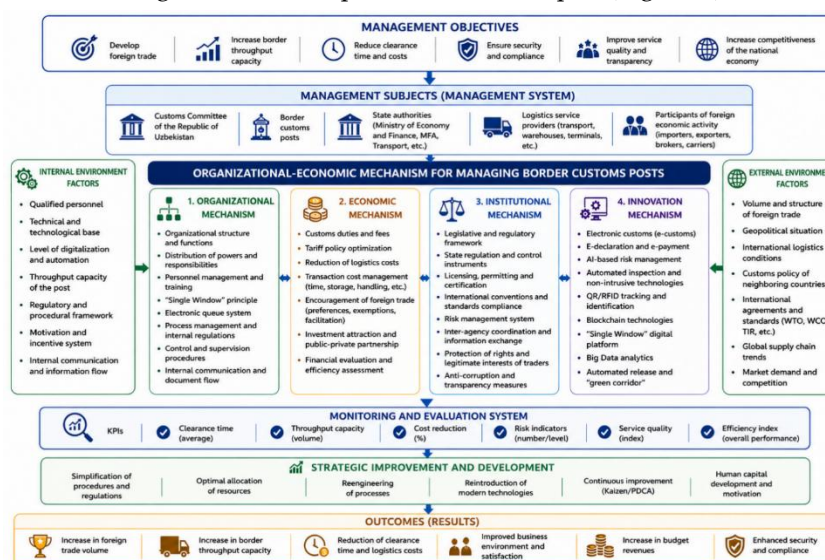 MANAGEMENT OBJECTIVES
Develop
foreign trade
Increase border
throughput
capacity
Reduce clearance
time and costs
Ensure security
and compliance
Improve service
quality and
transparency
Increase competitiveness
of the national
economy
MANAGEMENT SUBJECTS (MANAGEMENT SYSTEM)
Customs Committee
of the Republic of
Uzbekistan
Border
customs
posts
State authorities
(Ministry of Economy
and Finance, MFA,
Transport, etc.)
Logistics service
providers (transport,
warehouses, terminals,
etc.)
Participants of foreign
economic activity
(importers, exporters,
brokers, carriers)
INTERNAL ENVIRONMENT
FACTORS
• Qualified personnel
• Technical and
technological base
• Level of digitalization
and automation
• Throughput capacity
of the post
• Regulatory and
procedural framework
• Motivation and
incentive system
• Internal communication
and information flow
ORGANIZATIONAL-ECONOMIC MECHANISM FOR MANAGING BORDER CUSTOMS POSTS
1. ORGANIZATIONAL
MECHANISM
• Organizational structure
and functions
• Distribution of powers and
responsibilities
• Personnel management and
training
• "Single Window" principle
• Electronic queue system
• Process management and
internal regulations
• Control and supervision
procedures
• Internal communication and
document flow
2. ECONOMIC
MECHANISM
• Customs duties and fees
• Tariff policy optimization
• Reduction of logistics costs
• Transaction cost management
(time, storage, handling, etc.)
• Encouragement of foreign trade
(preferences, exemptions,
facilitation)
• Investment attraction and
public-private partnership
• Financial evaluation and
efficiency assessment
3. INSTITUTIONAL
MECHANISM
• Legislative and regulatory
framework
• State regulation and control
instruments
• Licensing, permitting and
certification
• International conventions and
standards compliance
• Risk management system
• Inter-agency coordination and
information exchange
• Protection of rights and
legitimate interests of traders
• Anti-corruption and
transparency measures
4. INNOVATION
MECHANISM
• Electronic customs (e-customs)
• E-declaration and e-payment
• AI-based risk management
• Automated inspection and
non-intrusive technologies
• QR/RFID tracking and
identification
• Blockchain technologies
• "Single Window" digital
platform
• Big Data analytics
• Automated release and
"green corridor"
EXTERNAL ENVIRONME
FACTORS
• Volume and structure
of foreign trade
• Geopolitical situation
• International logistics
conditions
• Customs policy of
neighboring countries
• International
agreements and
standards (WTO, WCO
TIR, etc.)
• Global supply chain
trends
• Market demand and
competition
MONITORING AND EVALUATION SYSTEM
KPIs
Clearance time
(average)
Throughput capacity
(volume)
Cost reduction
(%)
Risk indicators
(number/level)
Service quality
(index)
Efficiency index
(overall performance)
STRATEGIC IMPROVEMENT AND DEVELOPMENT
Simplification of
procedures and
regulations
Optimal allocation
of resources
Reengineering
of processes
Reintroduction of
modern technologies
Continuous improvement
(Kaizen/PDCA)
Human capital
development and
motivation
OUTCOMES (RESULTS)
Increase in foreign
trade volume
Increase in border
throughput capacity
Reduction of clearance
time and logistics costs
Improved business
environment and
satisfaction
Increase in budget
revenues
Enhanced security
and compliance